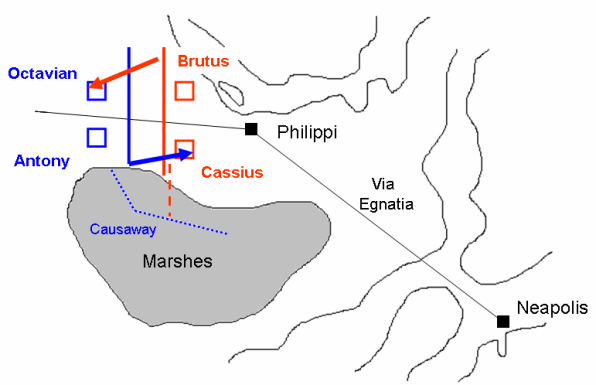 Brutus
Octavian
Philippi
Antony
Cassius
Via
Egnatia
Causaway
Marshes
Neapolis